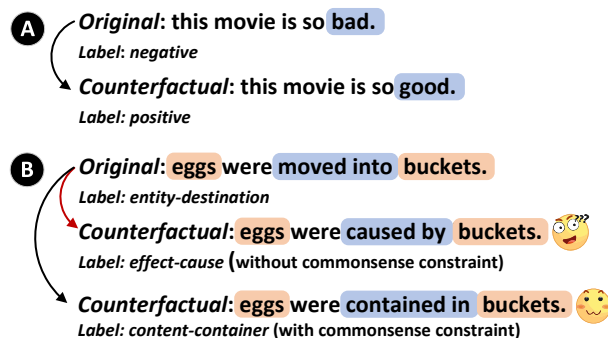 A
Original: this movie is so bad.
Label: negative
Counterfactual: this movie is so good.
Label: positive
B
Original: eggs were moved into buckets.
Label: entity-destination
Counterfactual: eggs were caused by buckets. ???
Label: effect-cause (without commonsense constraint)
Counterfactual: eggs were contained in buckets.
Label: content-container (with commonsense constraint)